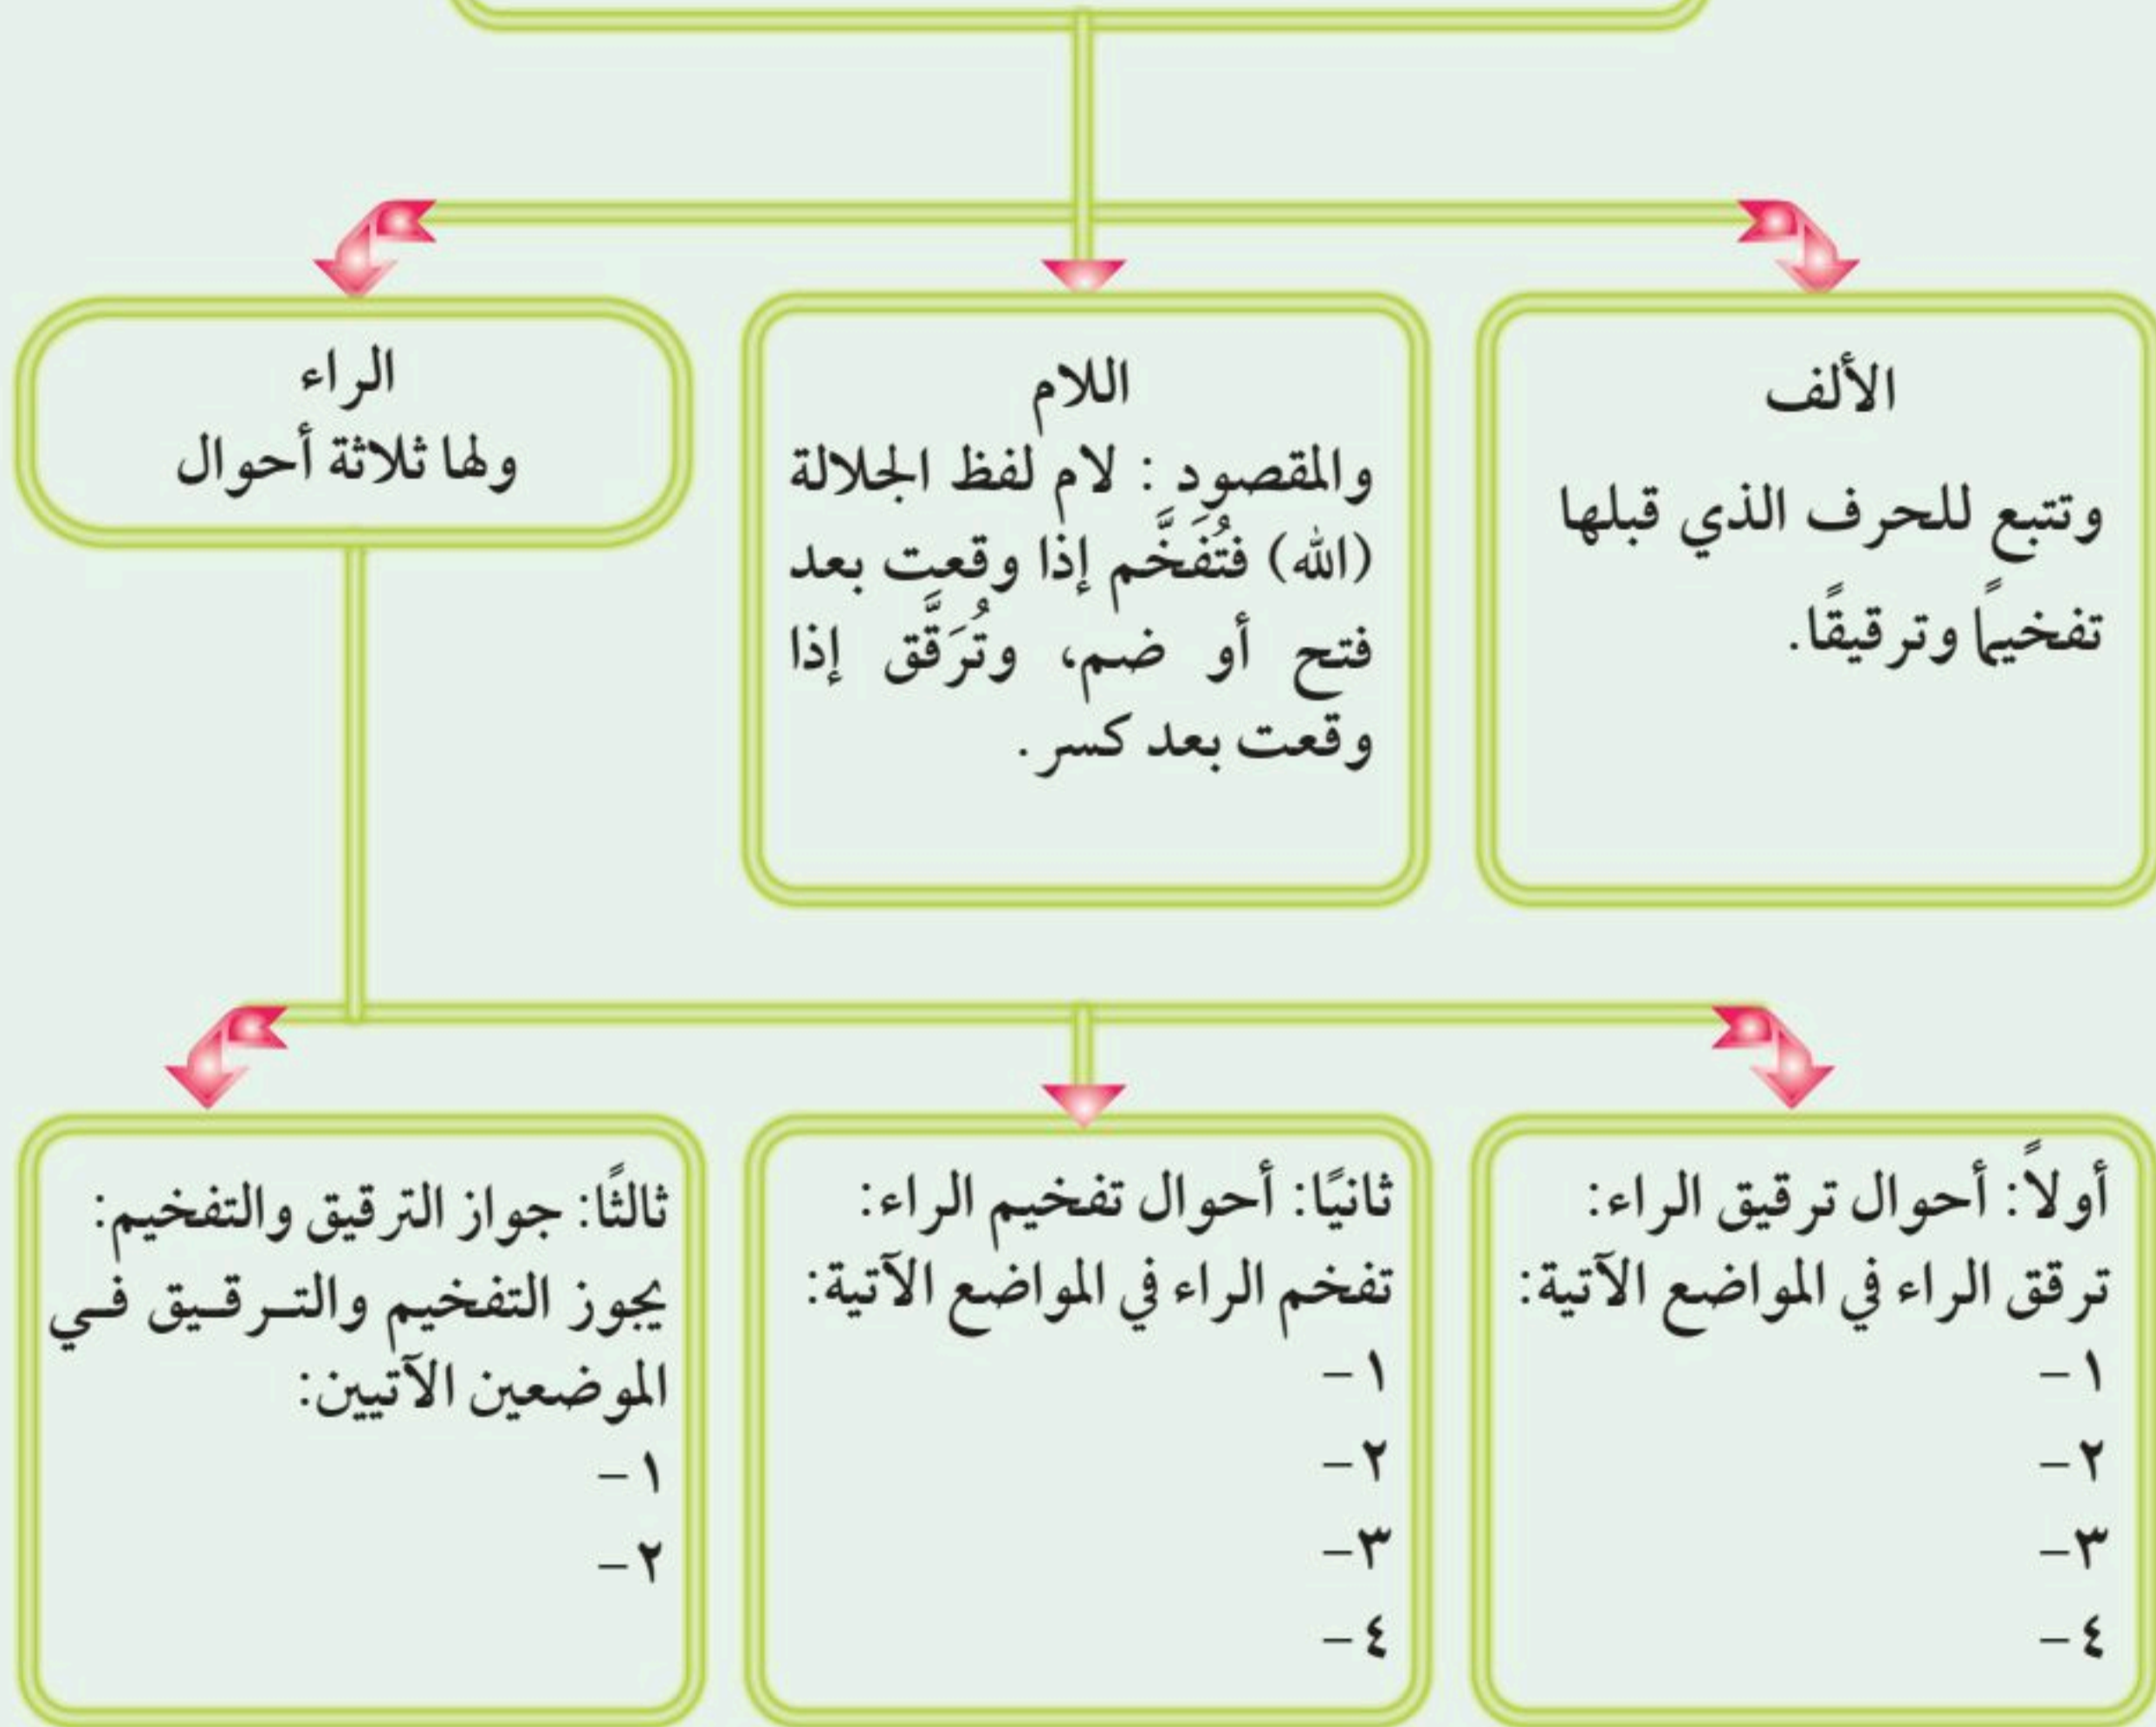 الألف
وتتبع للحرف الذي قبلها
تفخيمًا وترقيقًا.
اللام
والمقصود : لام لفظ الجلالة
(الله) فتُفَخَّم إذا وقعت بعد
فتح أو ضم، وتُرَقَّق إذا
وقعت بعد كسر .
الراء
ولها ثلاثة أحوال
أولاً: أحوال ترقيق الراء:
ترقق الراء في المواضع الآتية:
١-
٢-
٣-
٤-
ثانيًا: أحوال تفخيم الراء:
تفخم الراء في المواضع الآتية:
١-
٢-
٣-
٤-
ثالثًا: جواز الترقيق والتفخيم:
يجوز التفخيم والتـرقـيق فـي
الموضعين الآتيين:
١-
٢-